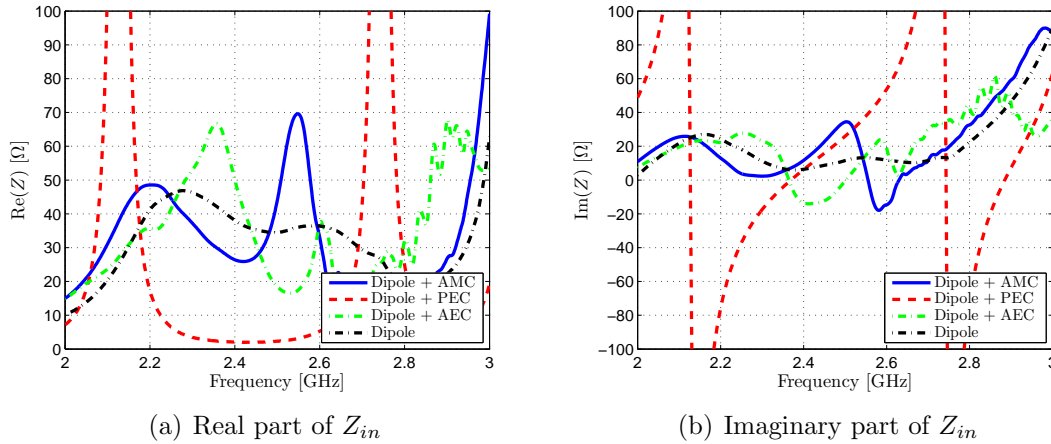 100
90
80
70
60
50
40
30
20
10
0
Re(Z) [Ω]
2
2.2
2.4
2.6
2.8
3
Frequency [GHz]
Dipole + AMC
Dipole + PEC
Dipole + AEC
Dipole
(a) Real part of Z_in
100
80
60
40
20
0
−20
−40
−60
−80
−100
Im(Z) [Ω]
2
2.2
2.4
2.6
2.8
3
Frequency [GHz]
Dipole + AMC
Dipole + PEC
Dipole + AEC
Dipole
(b) Imaginary part of Z_in